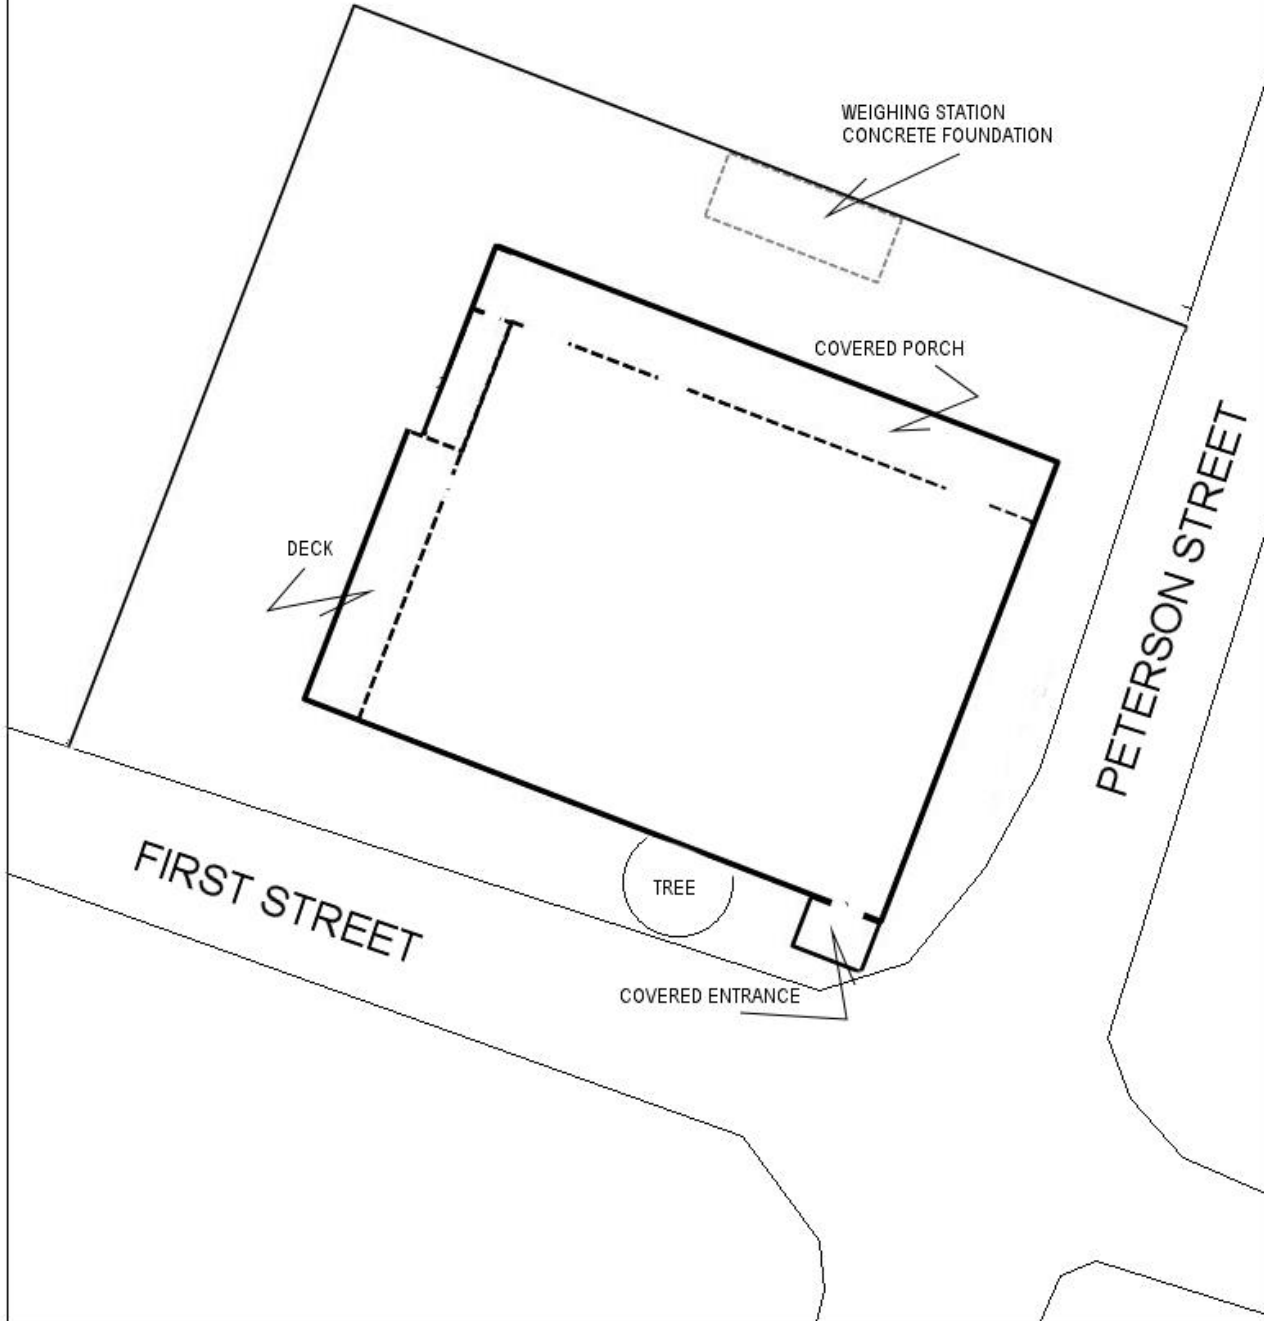 WEIGHING STATION
CONCRETE FOUNDATION
COVERED PORCH
PETERSON STREET
DECK
FIRST STREET
TREE
COVERED ENTRANCE